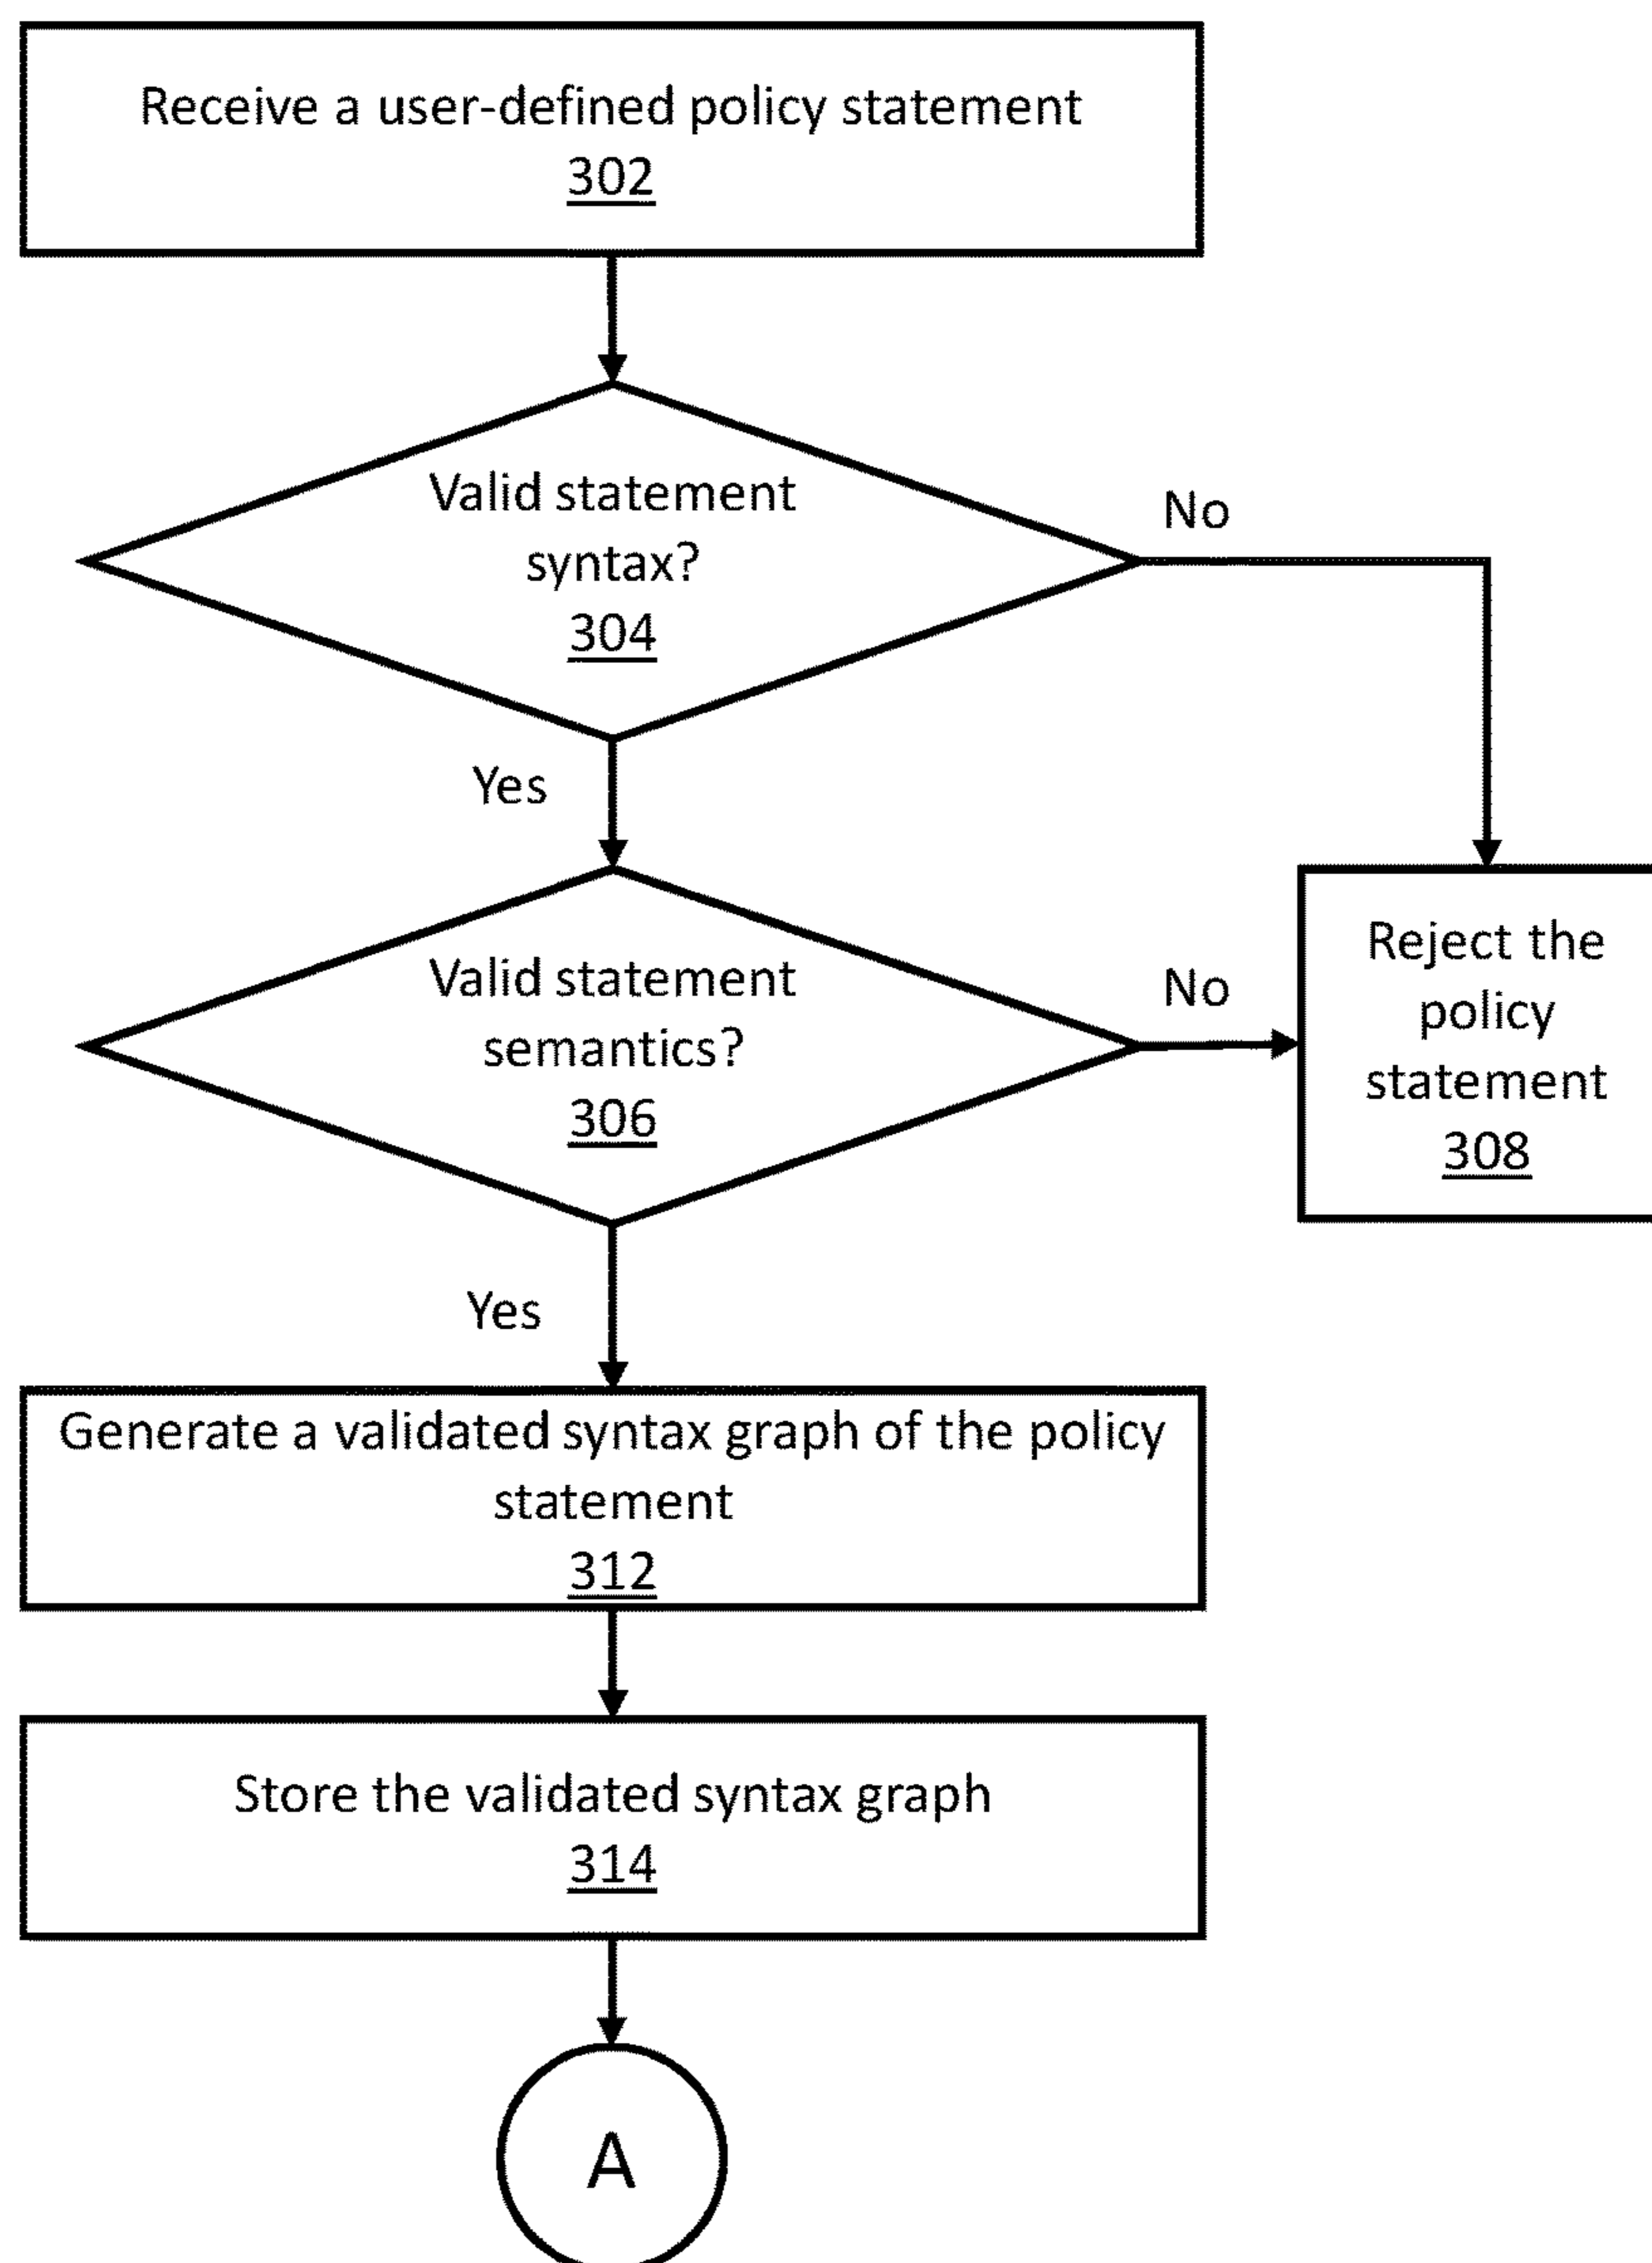 Receive a user-defined policy statement
302
Valid statement
syntax?
304
No
Yes
Valid statement
semantics?
306
No
Reject the
policy
statement
308
Yes
Generate a validated syntax graph of the policy
statement
312
Store the validated syntax graph
314
A